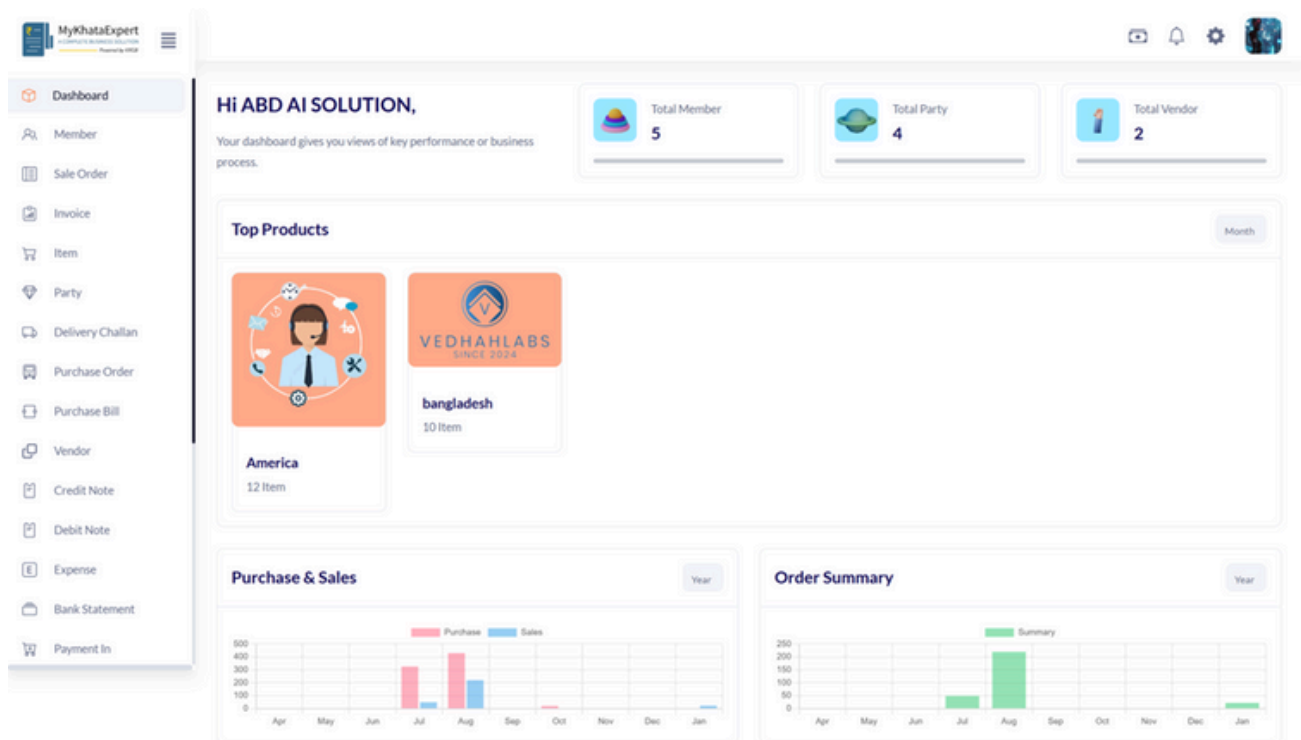 MyKhataExpert
A COMPLETE BUSINESS SOLUTION
Dashboard
Member
Sale Order
Invoice
Item
Party
Delivery Challan
Purchase Order
Purchase Bill
Vendor
Credit Note
Debit Note
Expense
Bank Statement
Payment In
Hi ABD AI SOLUTION,
Your dashboard gives you views of key performance or business
process.
Total Member
5
Total Party
4
Total Vendor
2
Top Products
Month
to
America
12 Item
VEDHAHLABS
SINCE 2024
bangladesh
10 Item
Purchase & Sales
Year
Purchase Sales
500
400
300
200
100
0
Apr May Jun Jul Aug Sep Oct Nov Dec Jan
Order Summary
Year
Summary
250
200
150
100
50
0
Apr May Jun Jul Aug Sep Oct Nov Dec Jan